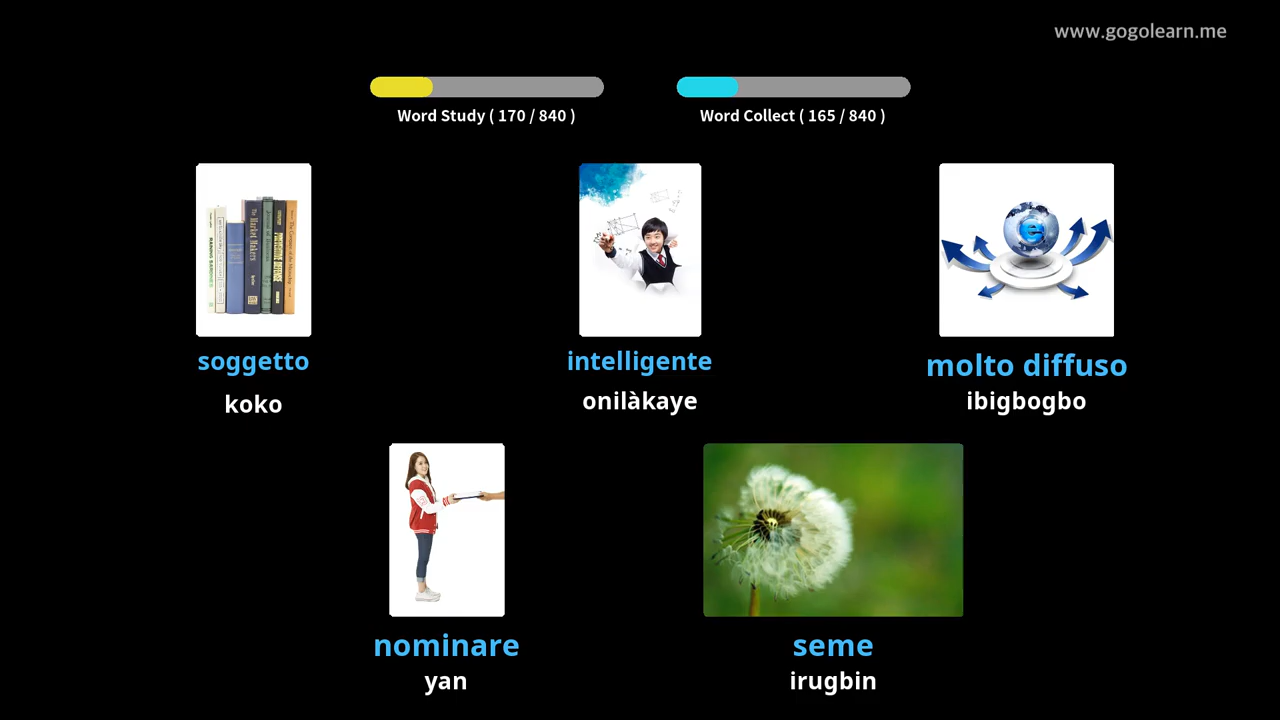 www.gogolearn.me
Word Study ( 170 / 840 )
Word Collect ( 165 / 840 )
soggetto
koko
intelligente
onilàkaye
molto diffuso
ibigbogbo
nominare
yan
seme
irugbin